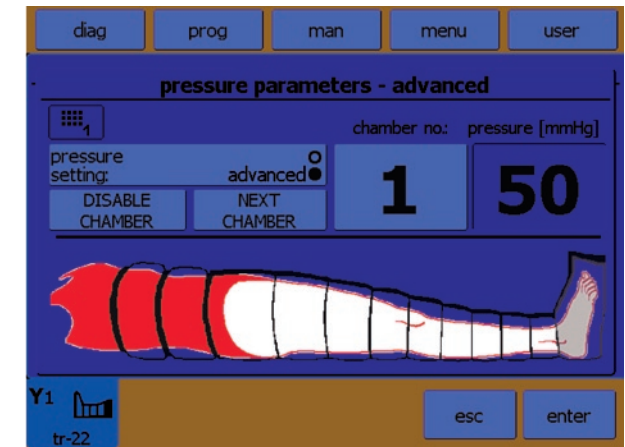 diag prog man menu user
pressure parameters - advanced
1 chamber no.: pressure [mmHg]
pressure
setting: advanced
DISABLE CHAMBER
NEXT CHAMBER
1 50
Y1
tr-22
esc enter